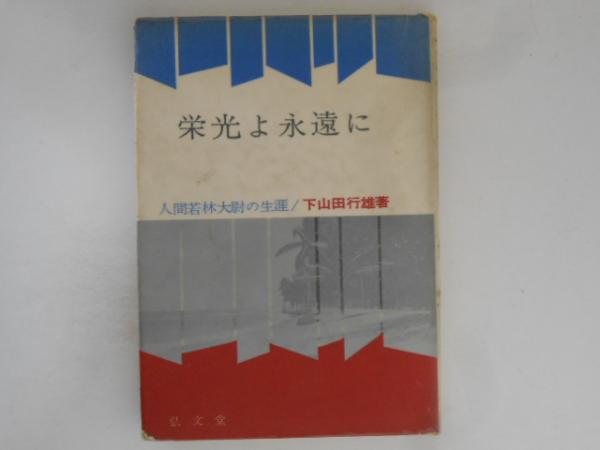 栄光よ永遠に
人間若林大尉の生涯/下山田行雄著
弘文堂